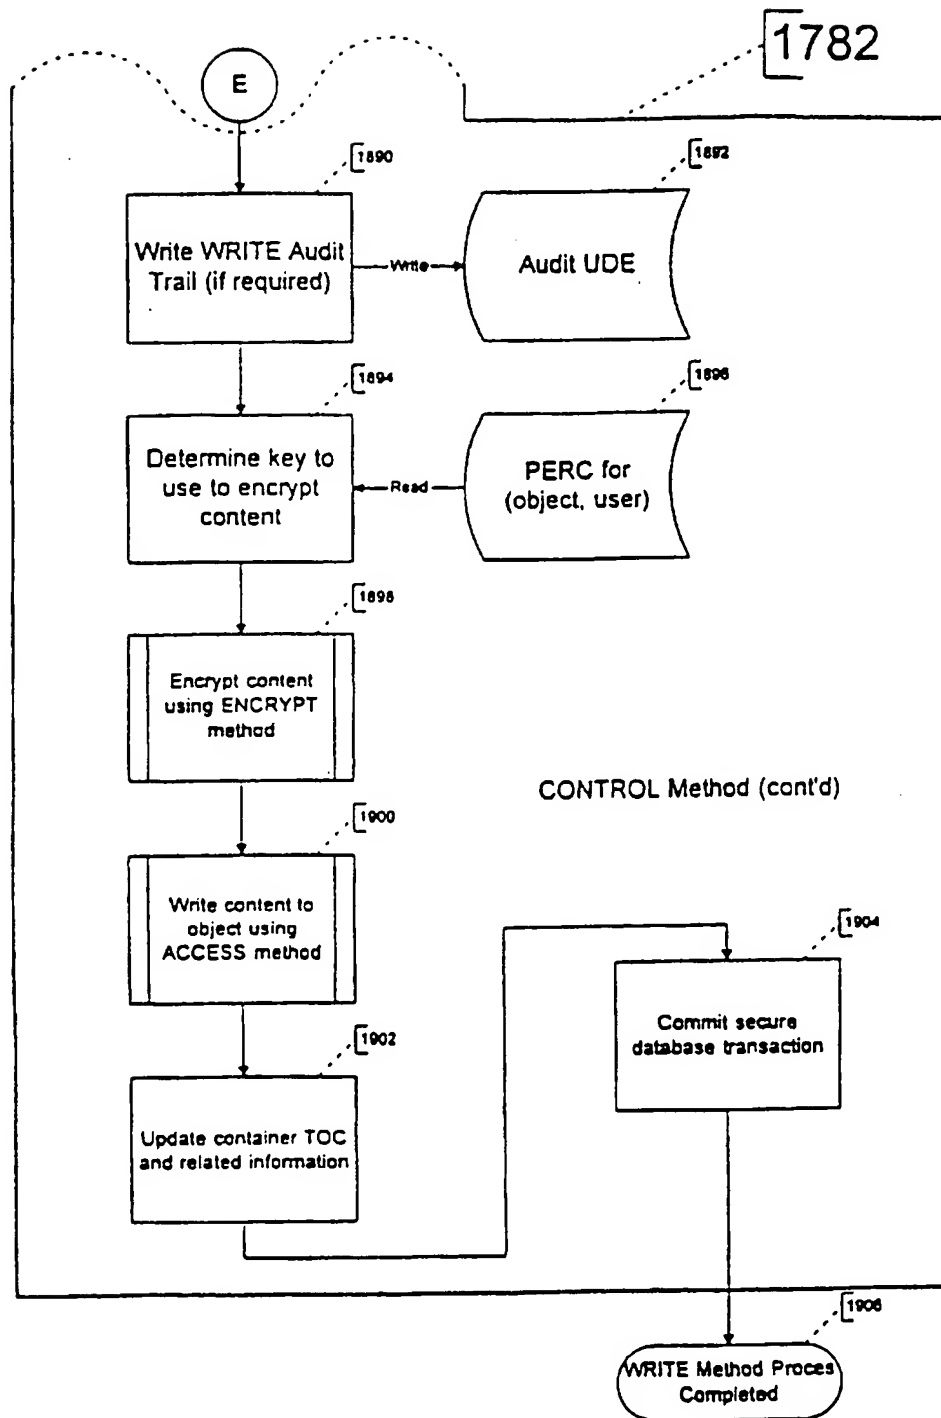 1782
E
1890
Write WRITE Audit
Trail (if required)
Write
1892
Audit UDE
1894
Determine key to
use to encrypt
content
Read
1896
PERC for
(object, user)
1898
Encrypt content
using ENCRYPT
method
CONTROL Method (cont'd)
1900
Write content to
object using
ACCESS method
1902
Update container TOC
and related information
1904
Commit secure
database transaction
1906
WRITE Method Proces
Completed